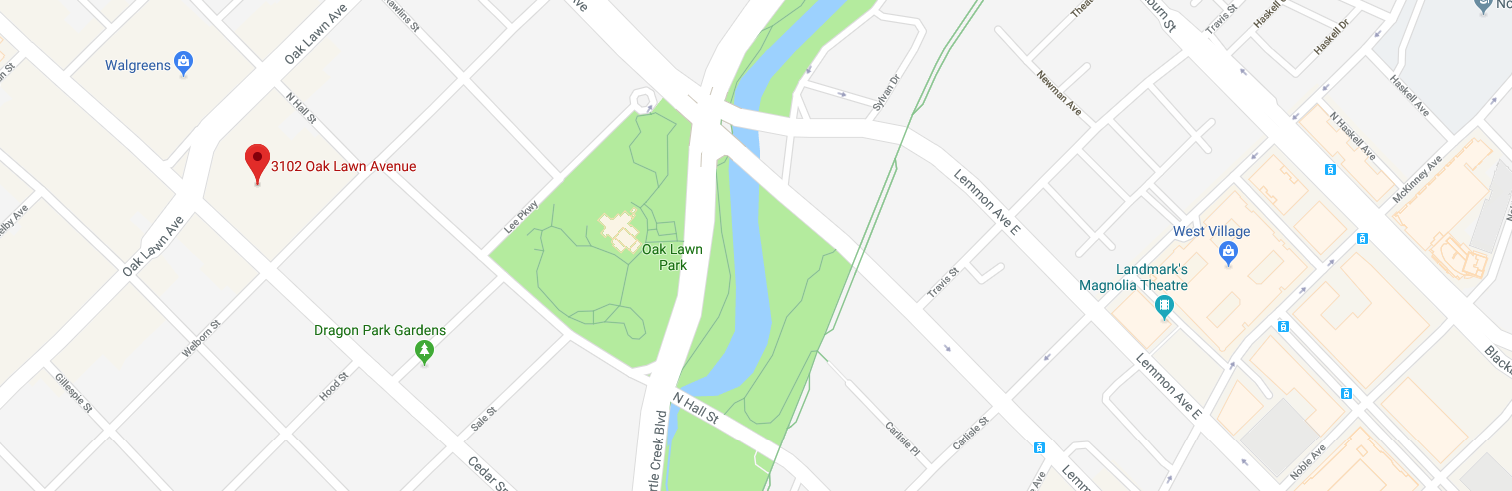 Oak Lawn Ave
Walgreens
N Hall St
3102 Oak Lawn Avenue
Oak Lawn Ave
Lee Pkwy
Oak Lawn
Park
Dragon Park Gardens
Welborn St
Gillespie St
Hood St
Sale St
N Hall St
Sylvan Dr
Newman Ave
Travis St
Haskell Dr
Haskell Ave
N Haskell Ave
McKinney Ave
Lemmon Ave E
West Village
Landmark's
Magnolia Theatre
Travis St
Lemmon Ave E
Carlisle Pl
Carlisle St
Noble Ave